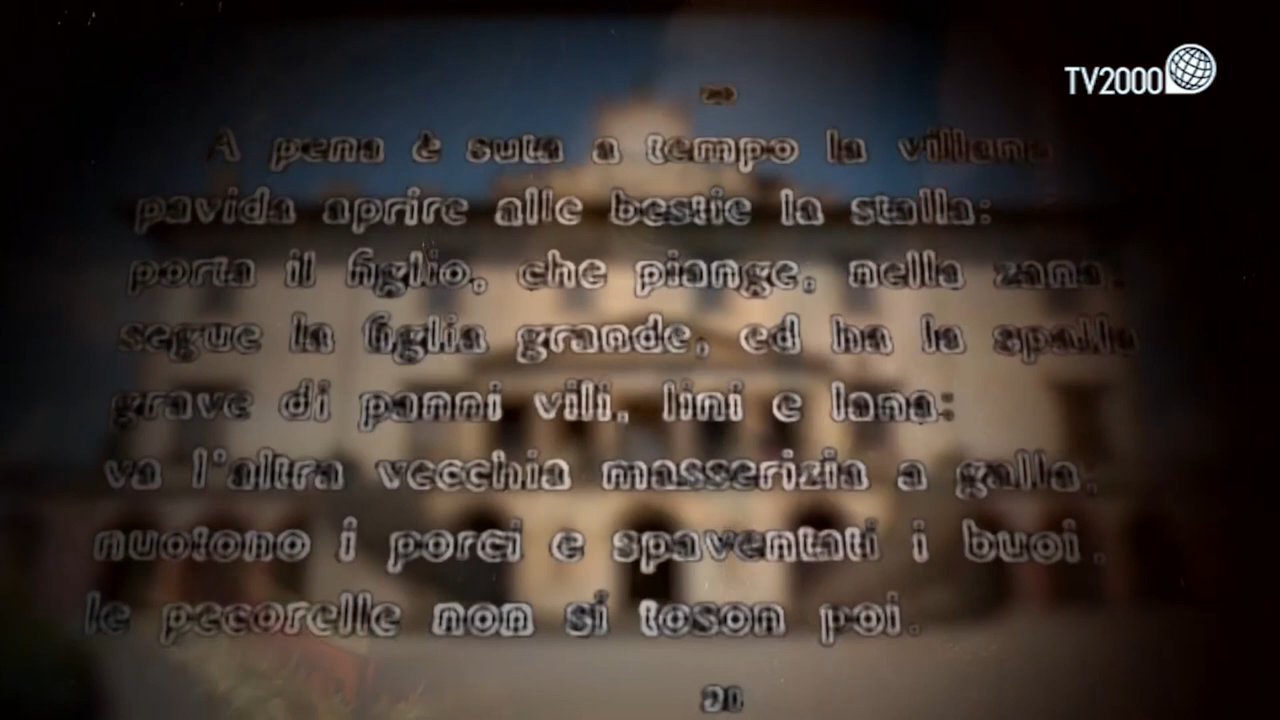 TV2000
A pena è suta a tempo la villana
pavida aprire alle bestie la stalla:
porta il figlio, che piange, nella zana;
segue la figlia grande, ed ha la spalla
grave di panni vili, lini e lana:
va l'altra vecchia masserizia a galla,
nuotono i porci e spaventati i buoi,
le pecorelle non si toson poi.